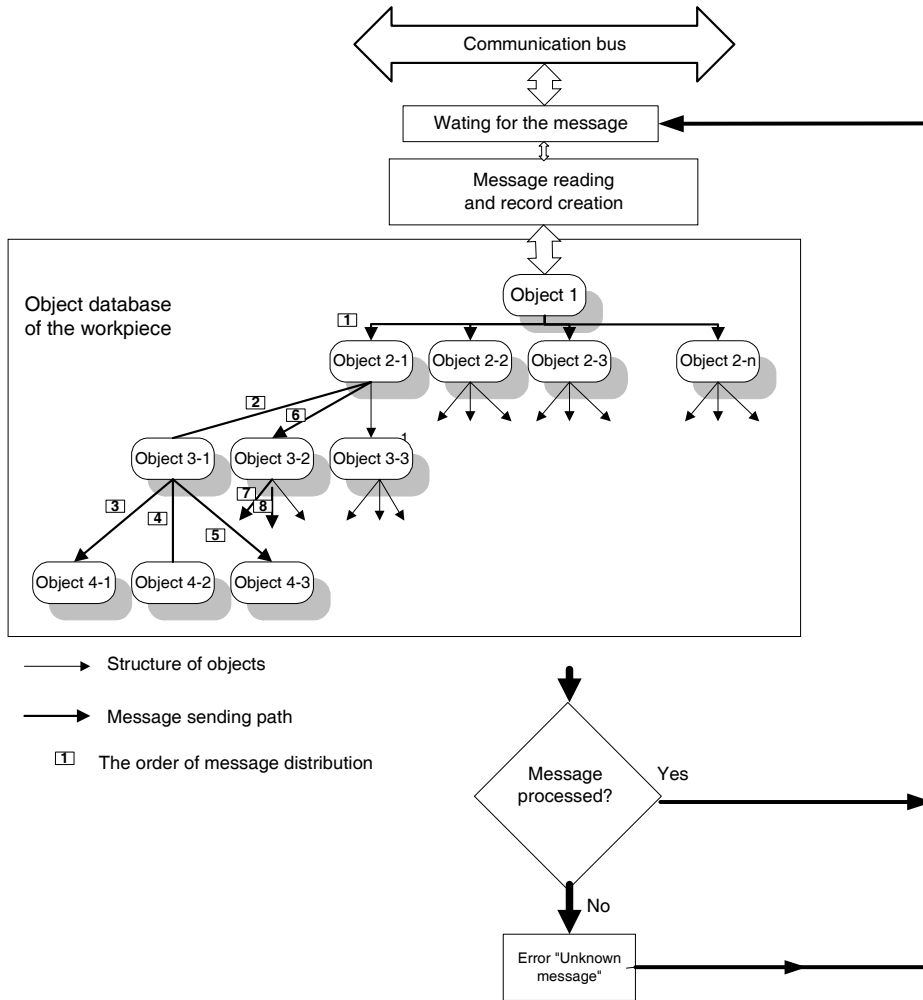 Communication bus
Wating for the message
Message reading
and record creation
Object database
of the workpiece
Object 1
1
Object 2-1
Object 2-2
Object 2-3
Object 2-n
2
6
1
Object 3-1
Object 3-2
Object 3-3
3
4
5
7
8
Object 4-1
Object 4-2
Object 4-3
Structure of objects
Message sending path
1
The order of message distribution
Message
processed?
Yes
No
Error "Unknown
message"